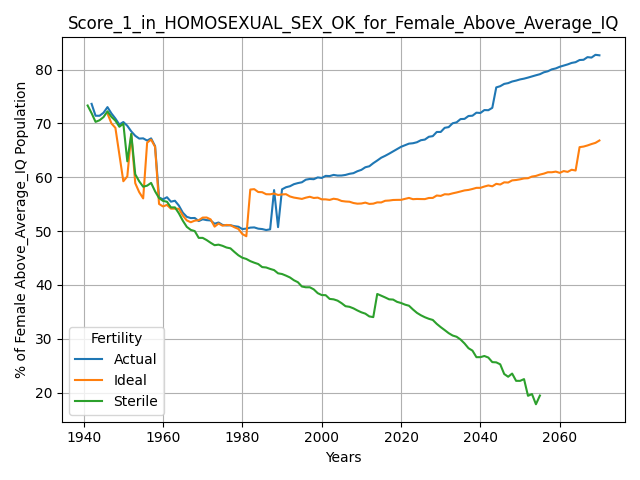 Score_1_in_HOMOSEXUAL_SEX_OK_for_Female_Above_Average_IQ
% of Female Above_Average_IQ Population
80
70
60
50
40
30
20
Fertility
Actual
Ideal
Sterile
1940 1960 1980 2000 2020 2040 2060
Years